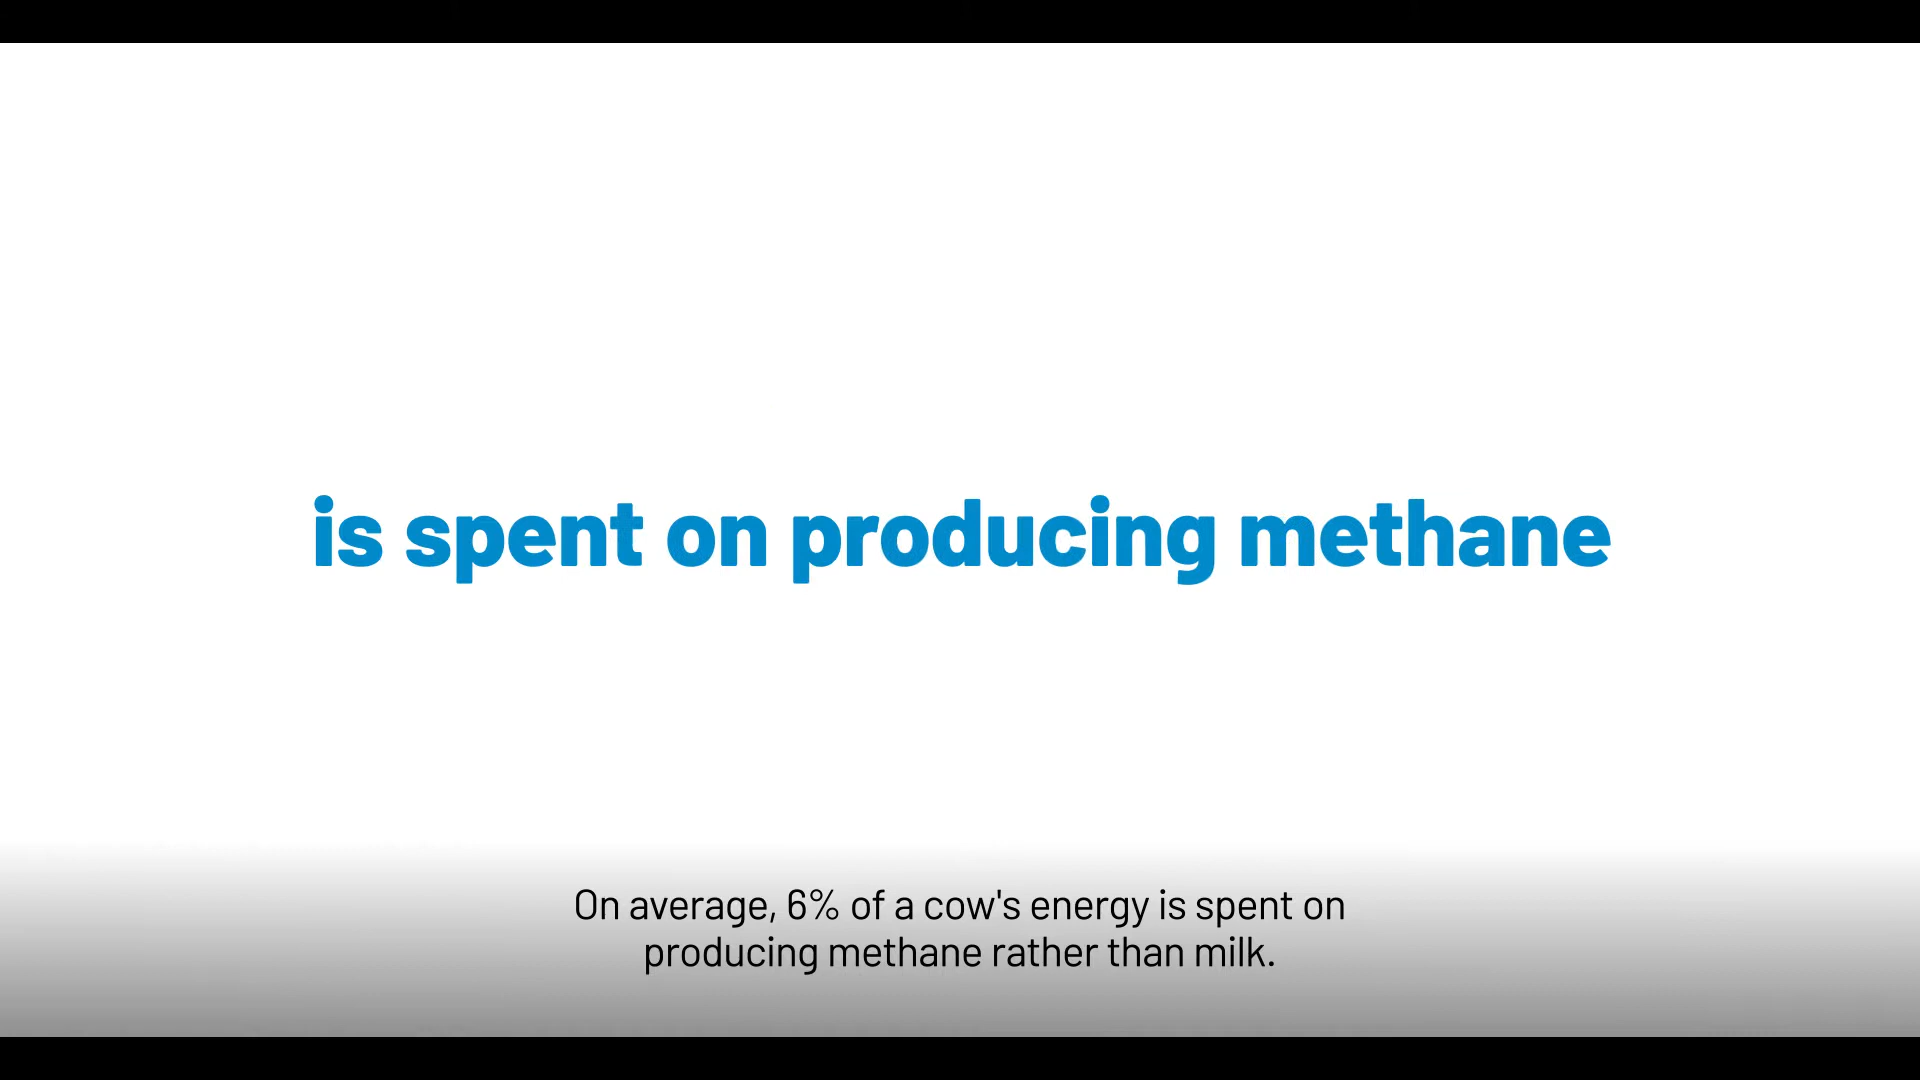 is spent on producing methane
On average, 6% of a cow's energy is spent on
producing methane rather than milk.